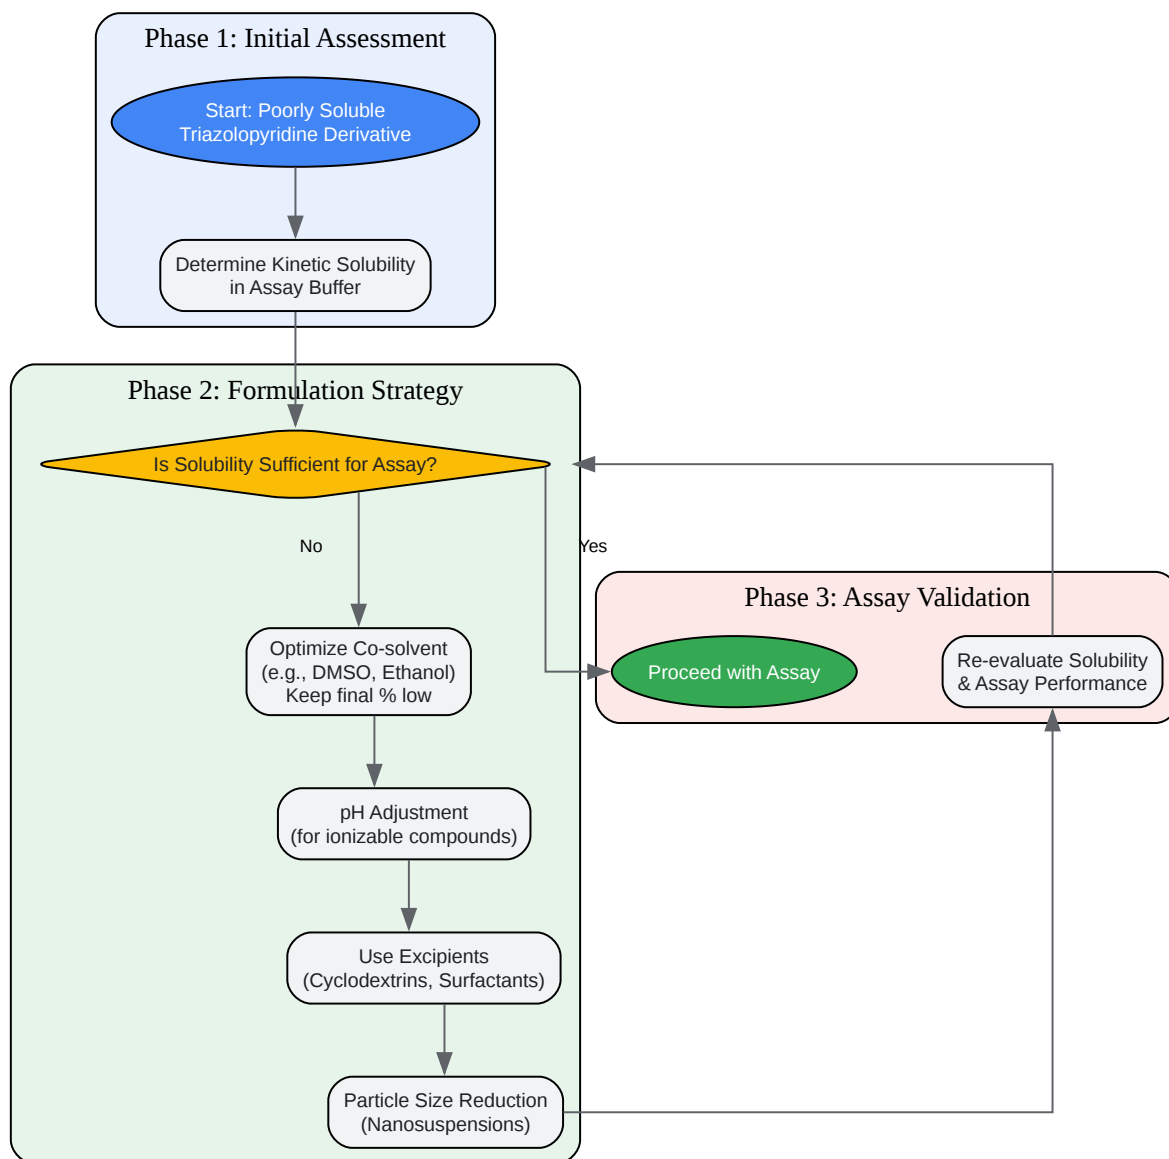 Phase 1: Initial Assessment
Start: Poorly Soluble
Triazolopyridine Derivative
Determine Kinetic Solubility
in Assay Buffer
Phase 2: Formulation Strategy
Is Solubility Sufficient for Assay?
No
Yes
Optimize Co-solvent
(e.g., DMSO, Ethanol)
Keep final % low
pH Adjustment
(for ionizable compounds)
Use Excipients
(Cyclodextrins, Surfactants)
Particle Size Reduction
(Nanosuspensions)
Phase 3: Assay Validation
Proceed with Assay
Re-evaluate Solubility
& Assay Performance